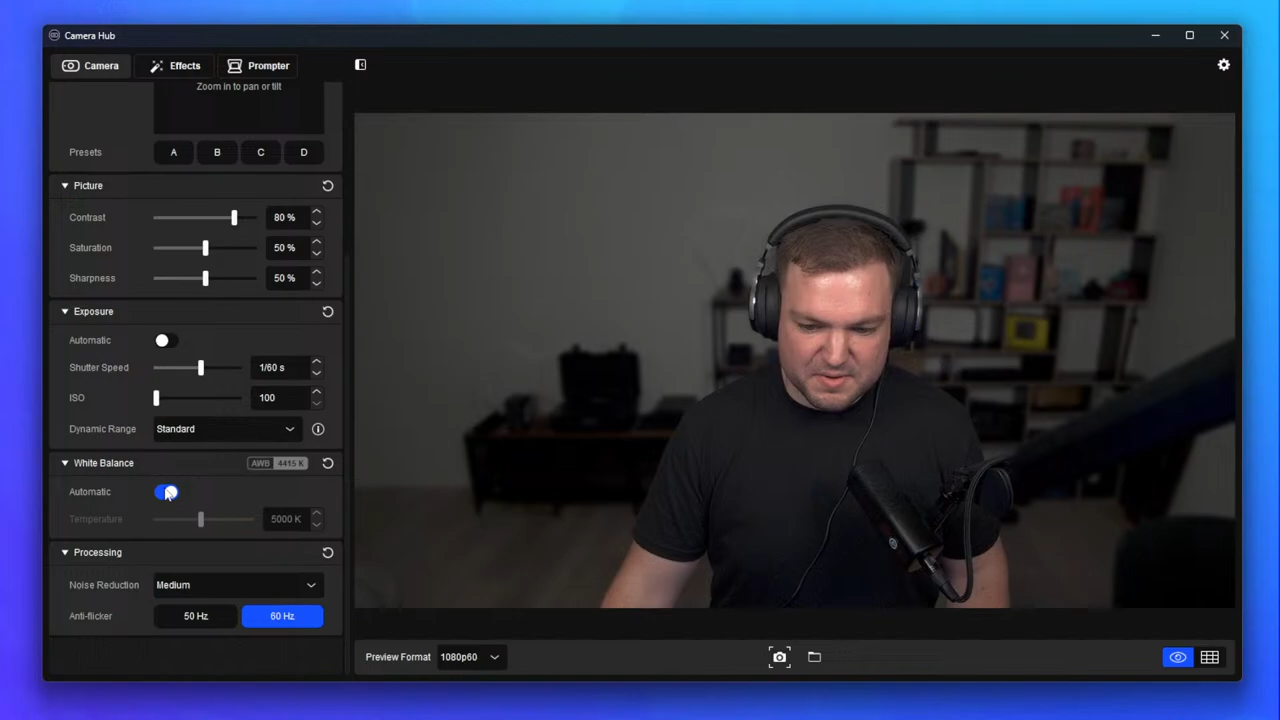 Camera Hub
Camera
Effects
Prompter
Zoom in to pan or tilt
Presets A B C D
Picture
Contrast 80 %
Saturation 50 %
Sharpness 50 %
Exposure
Automatic
Shutter Speed 1/60 s
ISO 100
Dynamic Range Standard
White Balance AWB 4415 K
Automatic
Temperature 5000 K
Processing
Noise Reduction Medium
Anti-flicker 50 Hz 60 Hz
Preview Format 1080p60